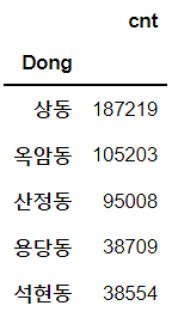 cnt
Dong
상동 187219
옥암동 105203
산정동 95008
용당동 38709
석현동 38554